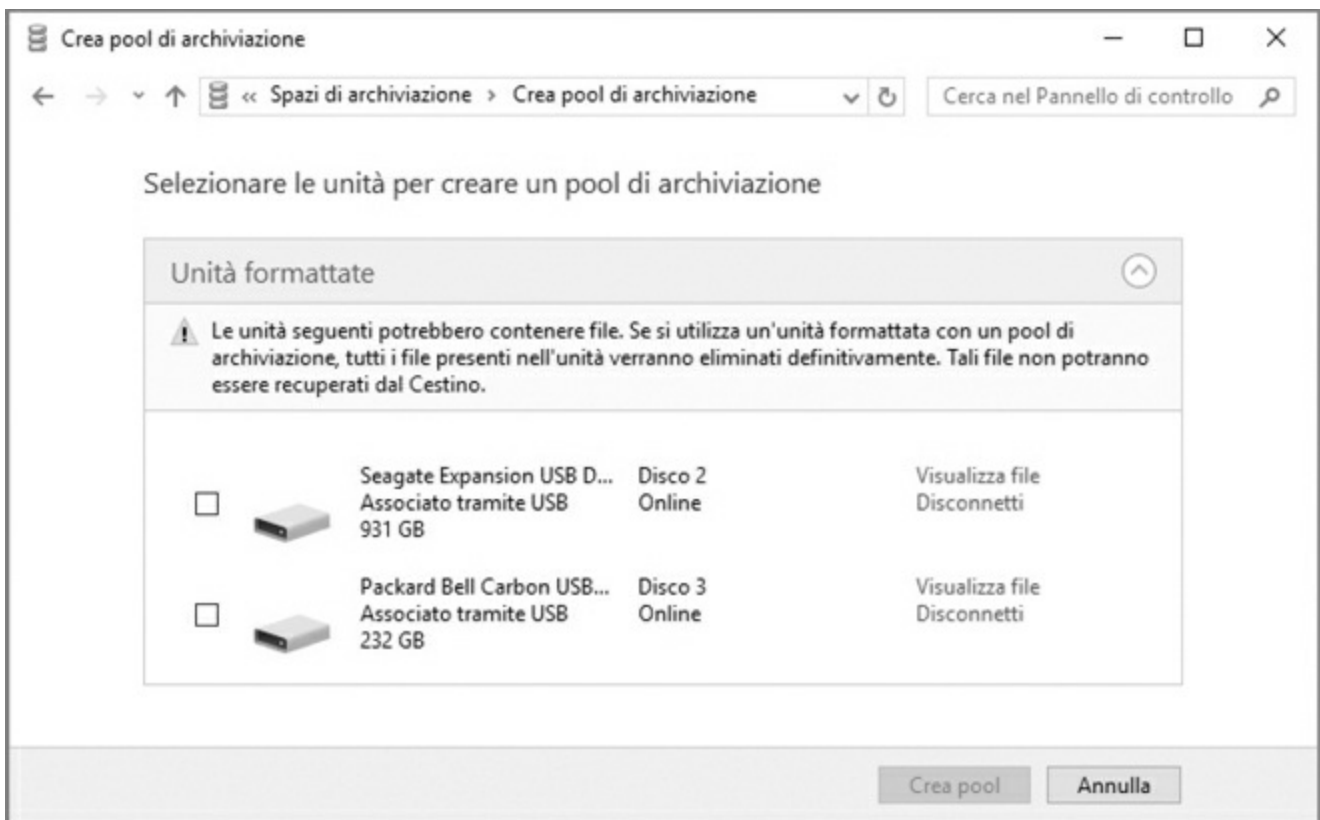 Crea pool di archiviazione
« Spazi di archiviazione > Crea pool di archiviazione
Cerca nel Pannello di controllo
Selezionare le unità per creare un pool di archiviazione
Unità formattate
Le unità seguenti potrebbero contenere file. Se si utilizza un'unità formattata con un pool di
archiviazione, tutti i file presenti nell'unità verranno eliminati definitivamente. Tali file non potranno
essere recuperati dal Cestino.
Seagate Expansion USB D... Disco 2 Visualizza file
Associato tramite USB Online Disconnetti
931 GB
Packard Bell Carbon USB... Disco 3 Visualizza file
Associato tramite USB Online Disconnetti
232 GB
Crea pool Annulla